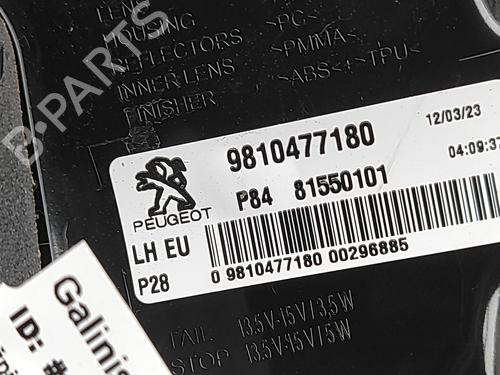 HOUSING <PC>
REFLECTORS <PMMA>
INNER LENS <ABS+TPU>
FINISHER
B-PARTS
9810477180
12/03/23
P84 81550101
04:09:37
PEUGEOT
LH EU
P28
0 9810477180 00296885
TAIL 13.5V-15V/3.5W
STOP 13.5V-15V/5W
ID: #